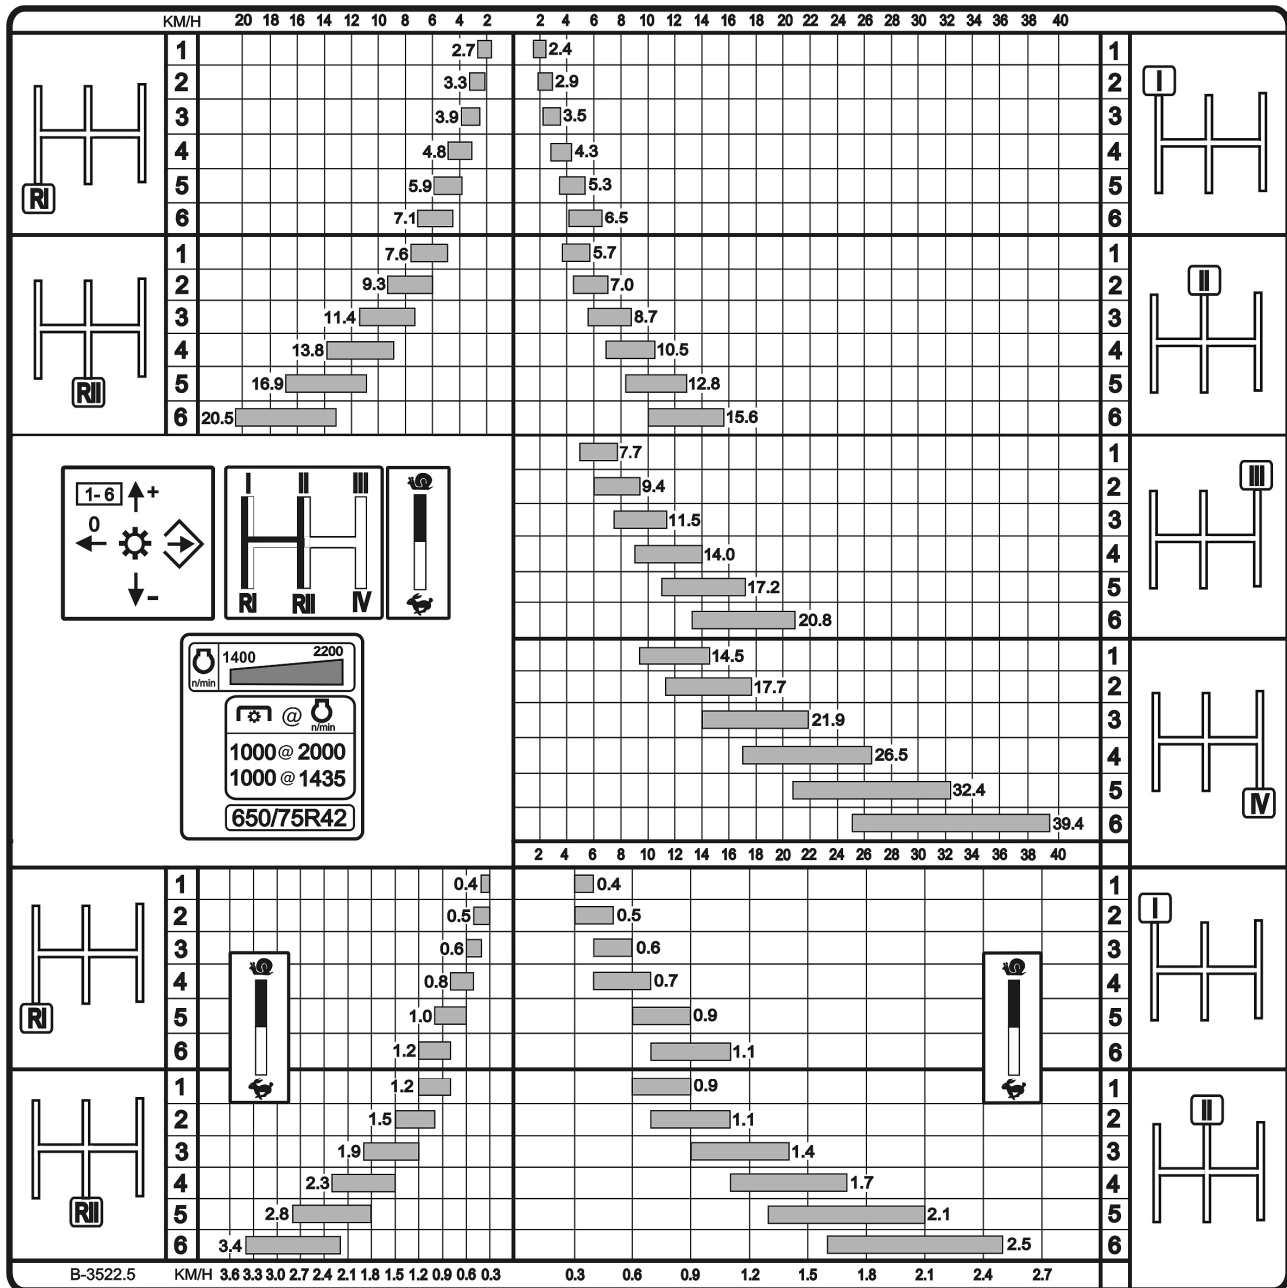 KM/H 20 18 16 14 12 10 8 6 4 2 2 4 6 8 10 12 14 16 18 20 22 24 26 28 30 32 34 36 38 40
1 2.7 2.4 1
2 3.3 2.9 2 I
3 3.9 3.5 3
4 4.8 4.3 4
5 5.9 5.3 5
RI 6 7.1 6.5 6
1 7.6 5.7 1
2 9.3 7.0 2 II
3 11.4 8.7 3
4 13.8 10.5 4
RII 5 16.9 12.8 5
6 20.5 15.6 6
7.7 1
I II III 9.4 2 III
1-6 + 11.5 3
0 14.0 4
- 17.2 5
RI RII IV 20.8 6
14.5 1
1400 2200 17.7 2
n/min 21.9 3
@ n/min 26.5 4
1000 @ 2000 32.4 5
1000 @ 1435 IV
650/75R42 39.4 6
2 4 6 8 10 12 14 16 18 20 22 24 26 28 30 32 34 36 38 40
1 0.4 0.4 1
2 0.5 0.5 2 I
3 0.6 0.6 3
4 0.8 0.7 4
RI 5 1.0 0.9 5
6 1.2 1.1 6
1 1.2 0.9 1
2 1.5 1.1 2 II
3 1.9 1.4 3
4 2.3 1.7 4
RII 5 2.8 2.1 5
6 3.4 2.5 6
B-3522.5 KM/H 3.6 3.3 3.0 2.7 2.4 2.1 1.8 1.5 1.2 0.9 0.6 0.3 0.3 0.6 0.9 1.2 1.5 1.8 2.1 2.4 2.7